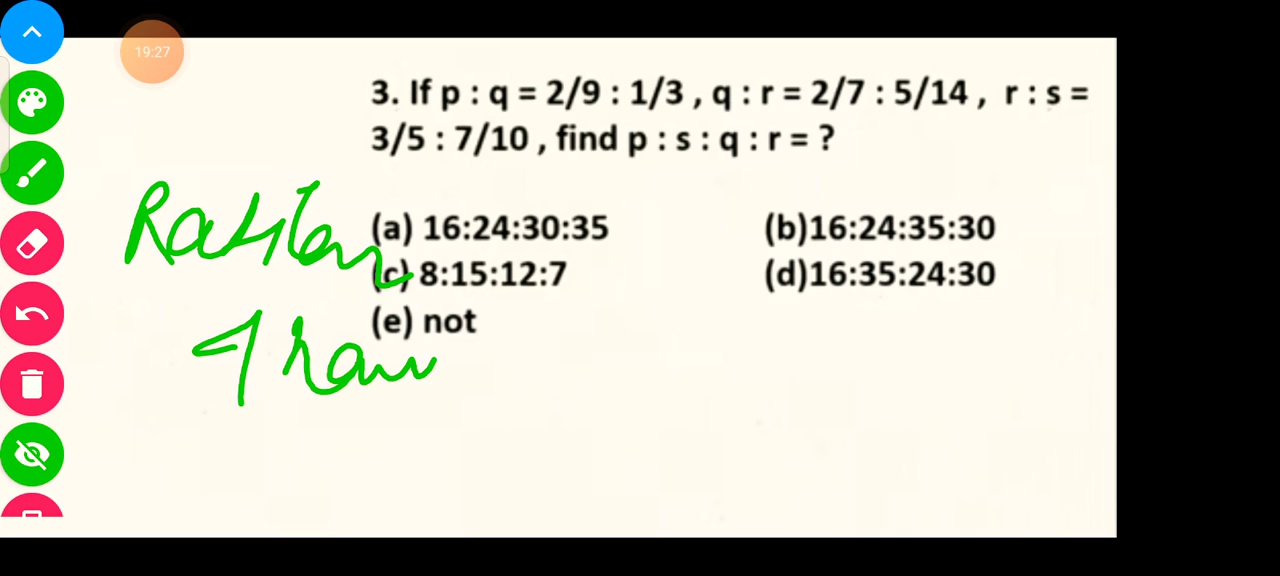 19:27
3. If p : q = 2/9 : 1/3 , q : r = 2/7 : 5/14 , r : s =
3/5 : 7/10 , find p : s : q : r = ?
(a) 16:24:30:35 (b)16:24:35:30
(c) 8:15:12:7 (d)16:35:24:30
(e) not